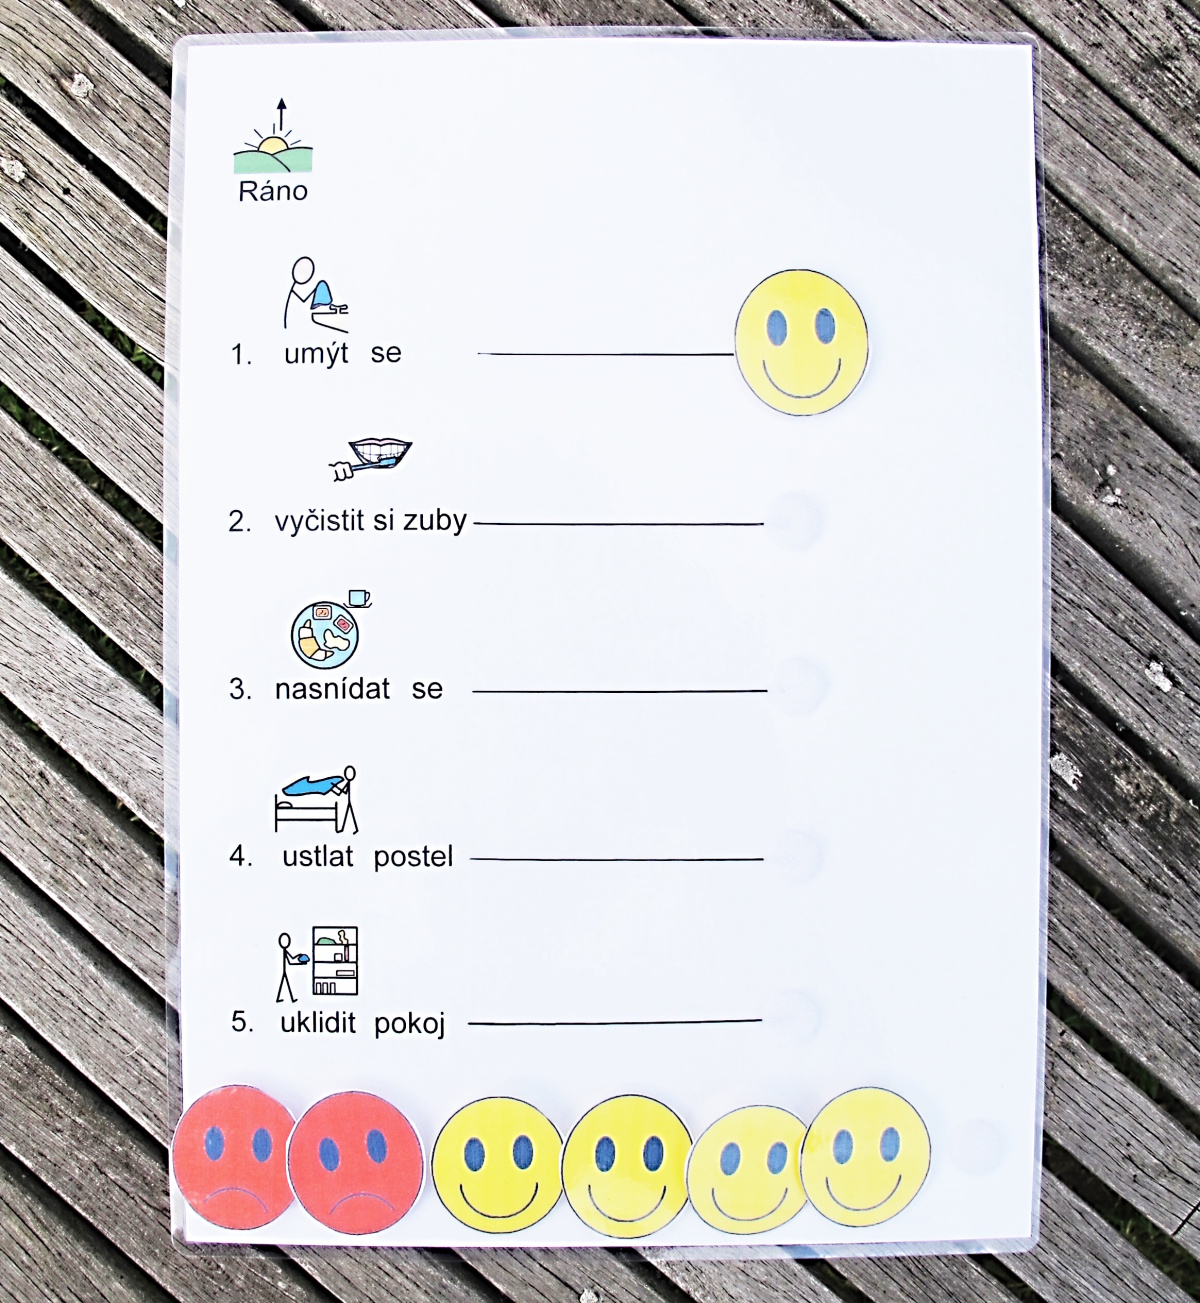 Ráno
1. umýt se
2. vyčistit si zuby
3. nasnídat se
4. ustlat postel
5. uklidit pokoj